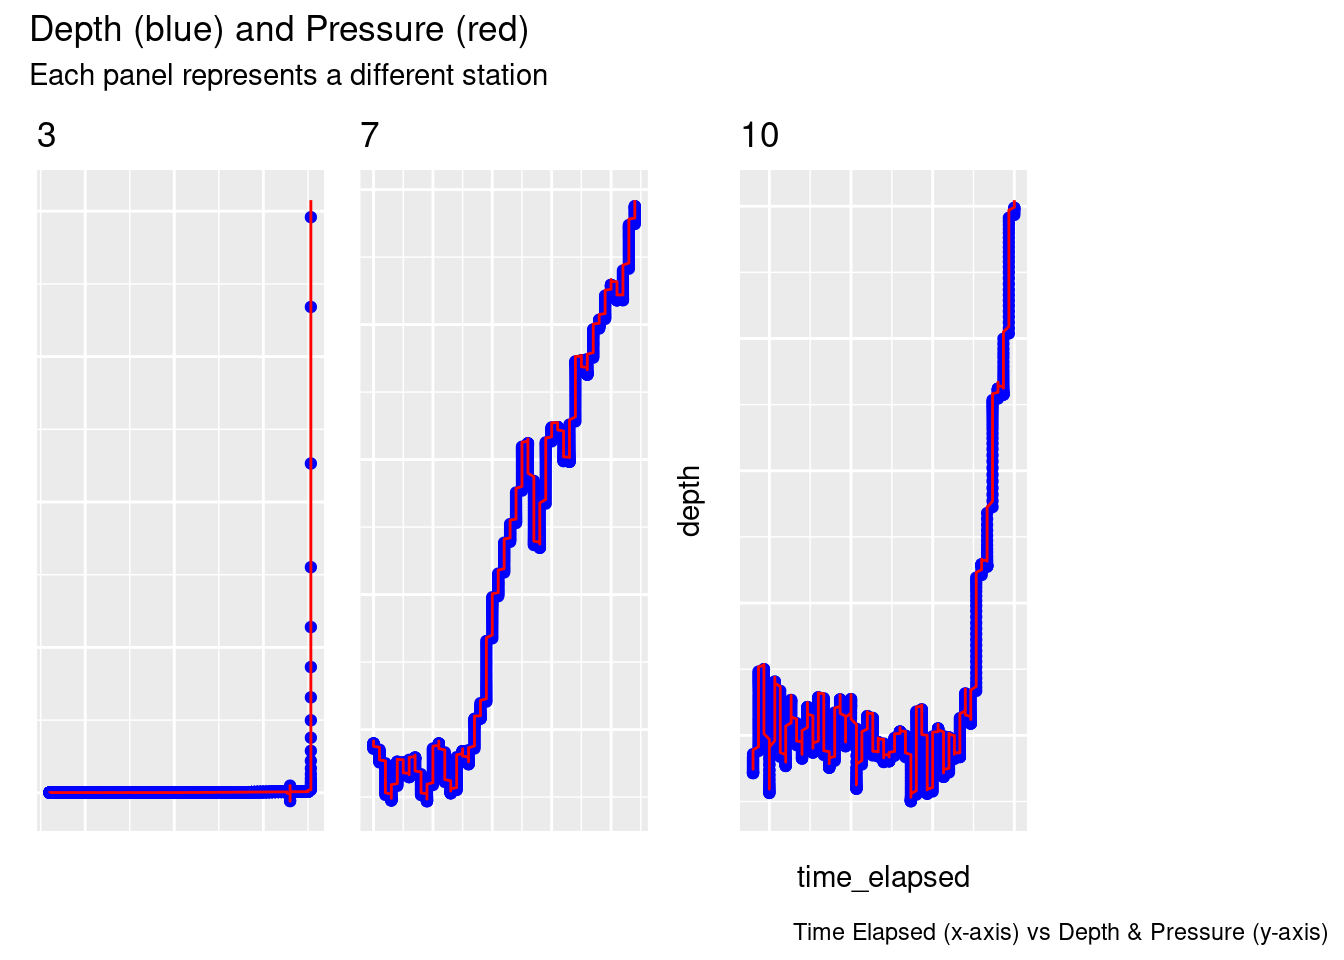 Depth (blue) and Pressure (red)
Each panel represents a different station
3
7
10
depth
time_elapsed
Time Elapsed (x-axis) vs Depth & Pressure (y-axis)